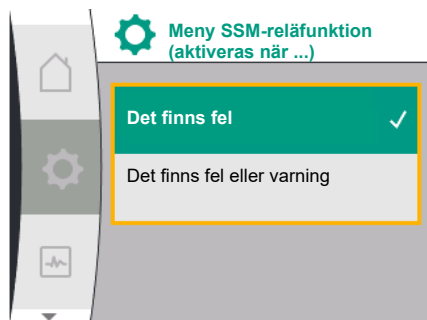 Meny SSM-reläfunktion
(aktiveras när ...)
Det finns fel
Det finns fel eller varning